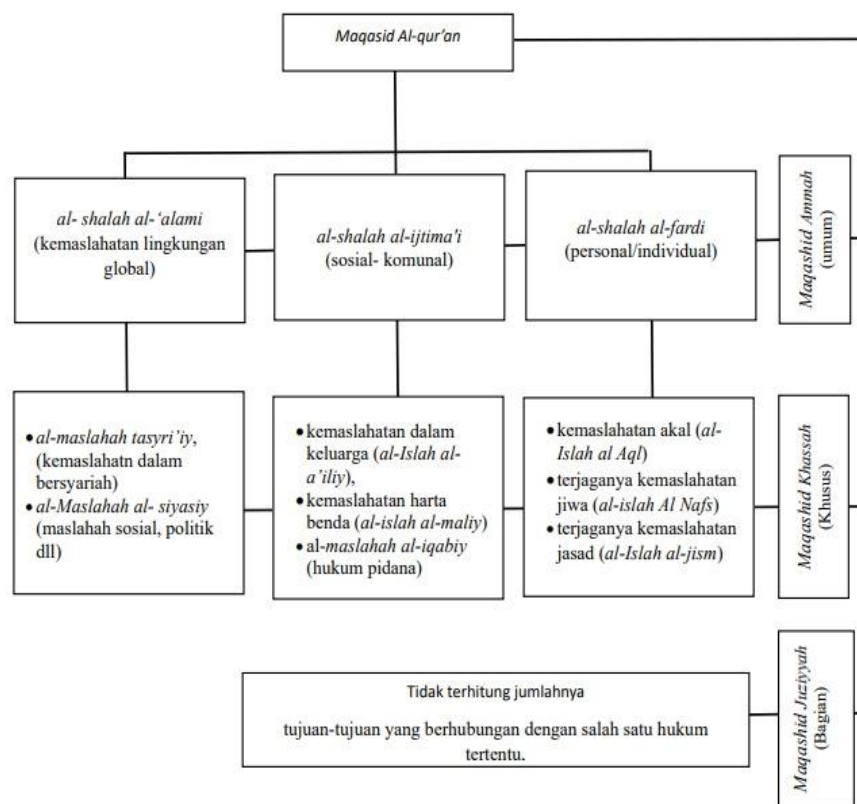 Maqasid Al-qur'an
al- shalah al-'alami
(kemaslahatan lingkungan
global)
al-shalah al-ijtima'i
(sosial- komunal)
al-shalah al-fardi
(personal/individual)
Maqashid Ammah
(umum)
• al-maslahah tasyri'iy,
(kemaslahatn dalam
bersyariah)
• al-Maslahah al- siyasiy
(maslahah sosial, politik
dll)
• kemaslahatan dalam
keluarga (al-Islah al-
a'iliy),
• kemaslahatan harta
benda (al-islah al-maliy)
• al-maslahah al-iqabiy
(hukum pidana)
• kemaslahatan akal (al-
Islah al Aql)
• terjaganya kemaslahatan
jiwa (al-islah Al Nafs)
• terjaganya kemaslahatan
jasad (al-Islah al-jism)
Maqashid Khassah
(Khusus)
Tidak terhitung jumlahnya
tujuan-tujuan yang berhubungan dengan salah satu hukum
tertentu.
Maqashid Juziyyah
(Bagian)